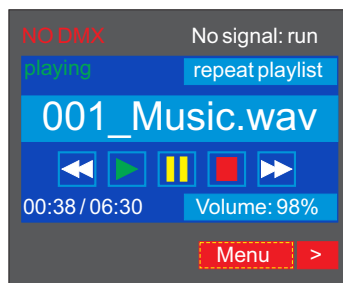 NO DMX No signal: run
playing repeat playlist
001_Music.wav
00:38 / 06:30 Volume: 98%
Menu >